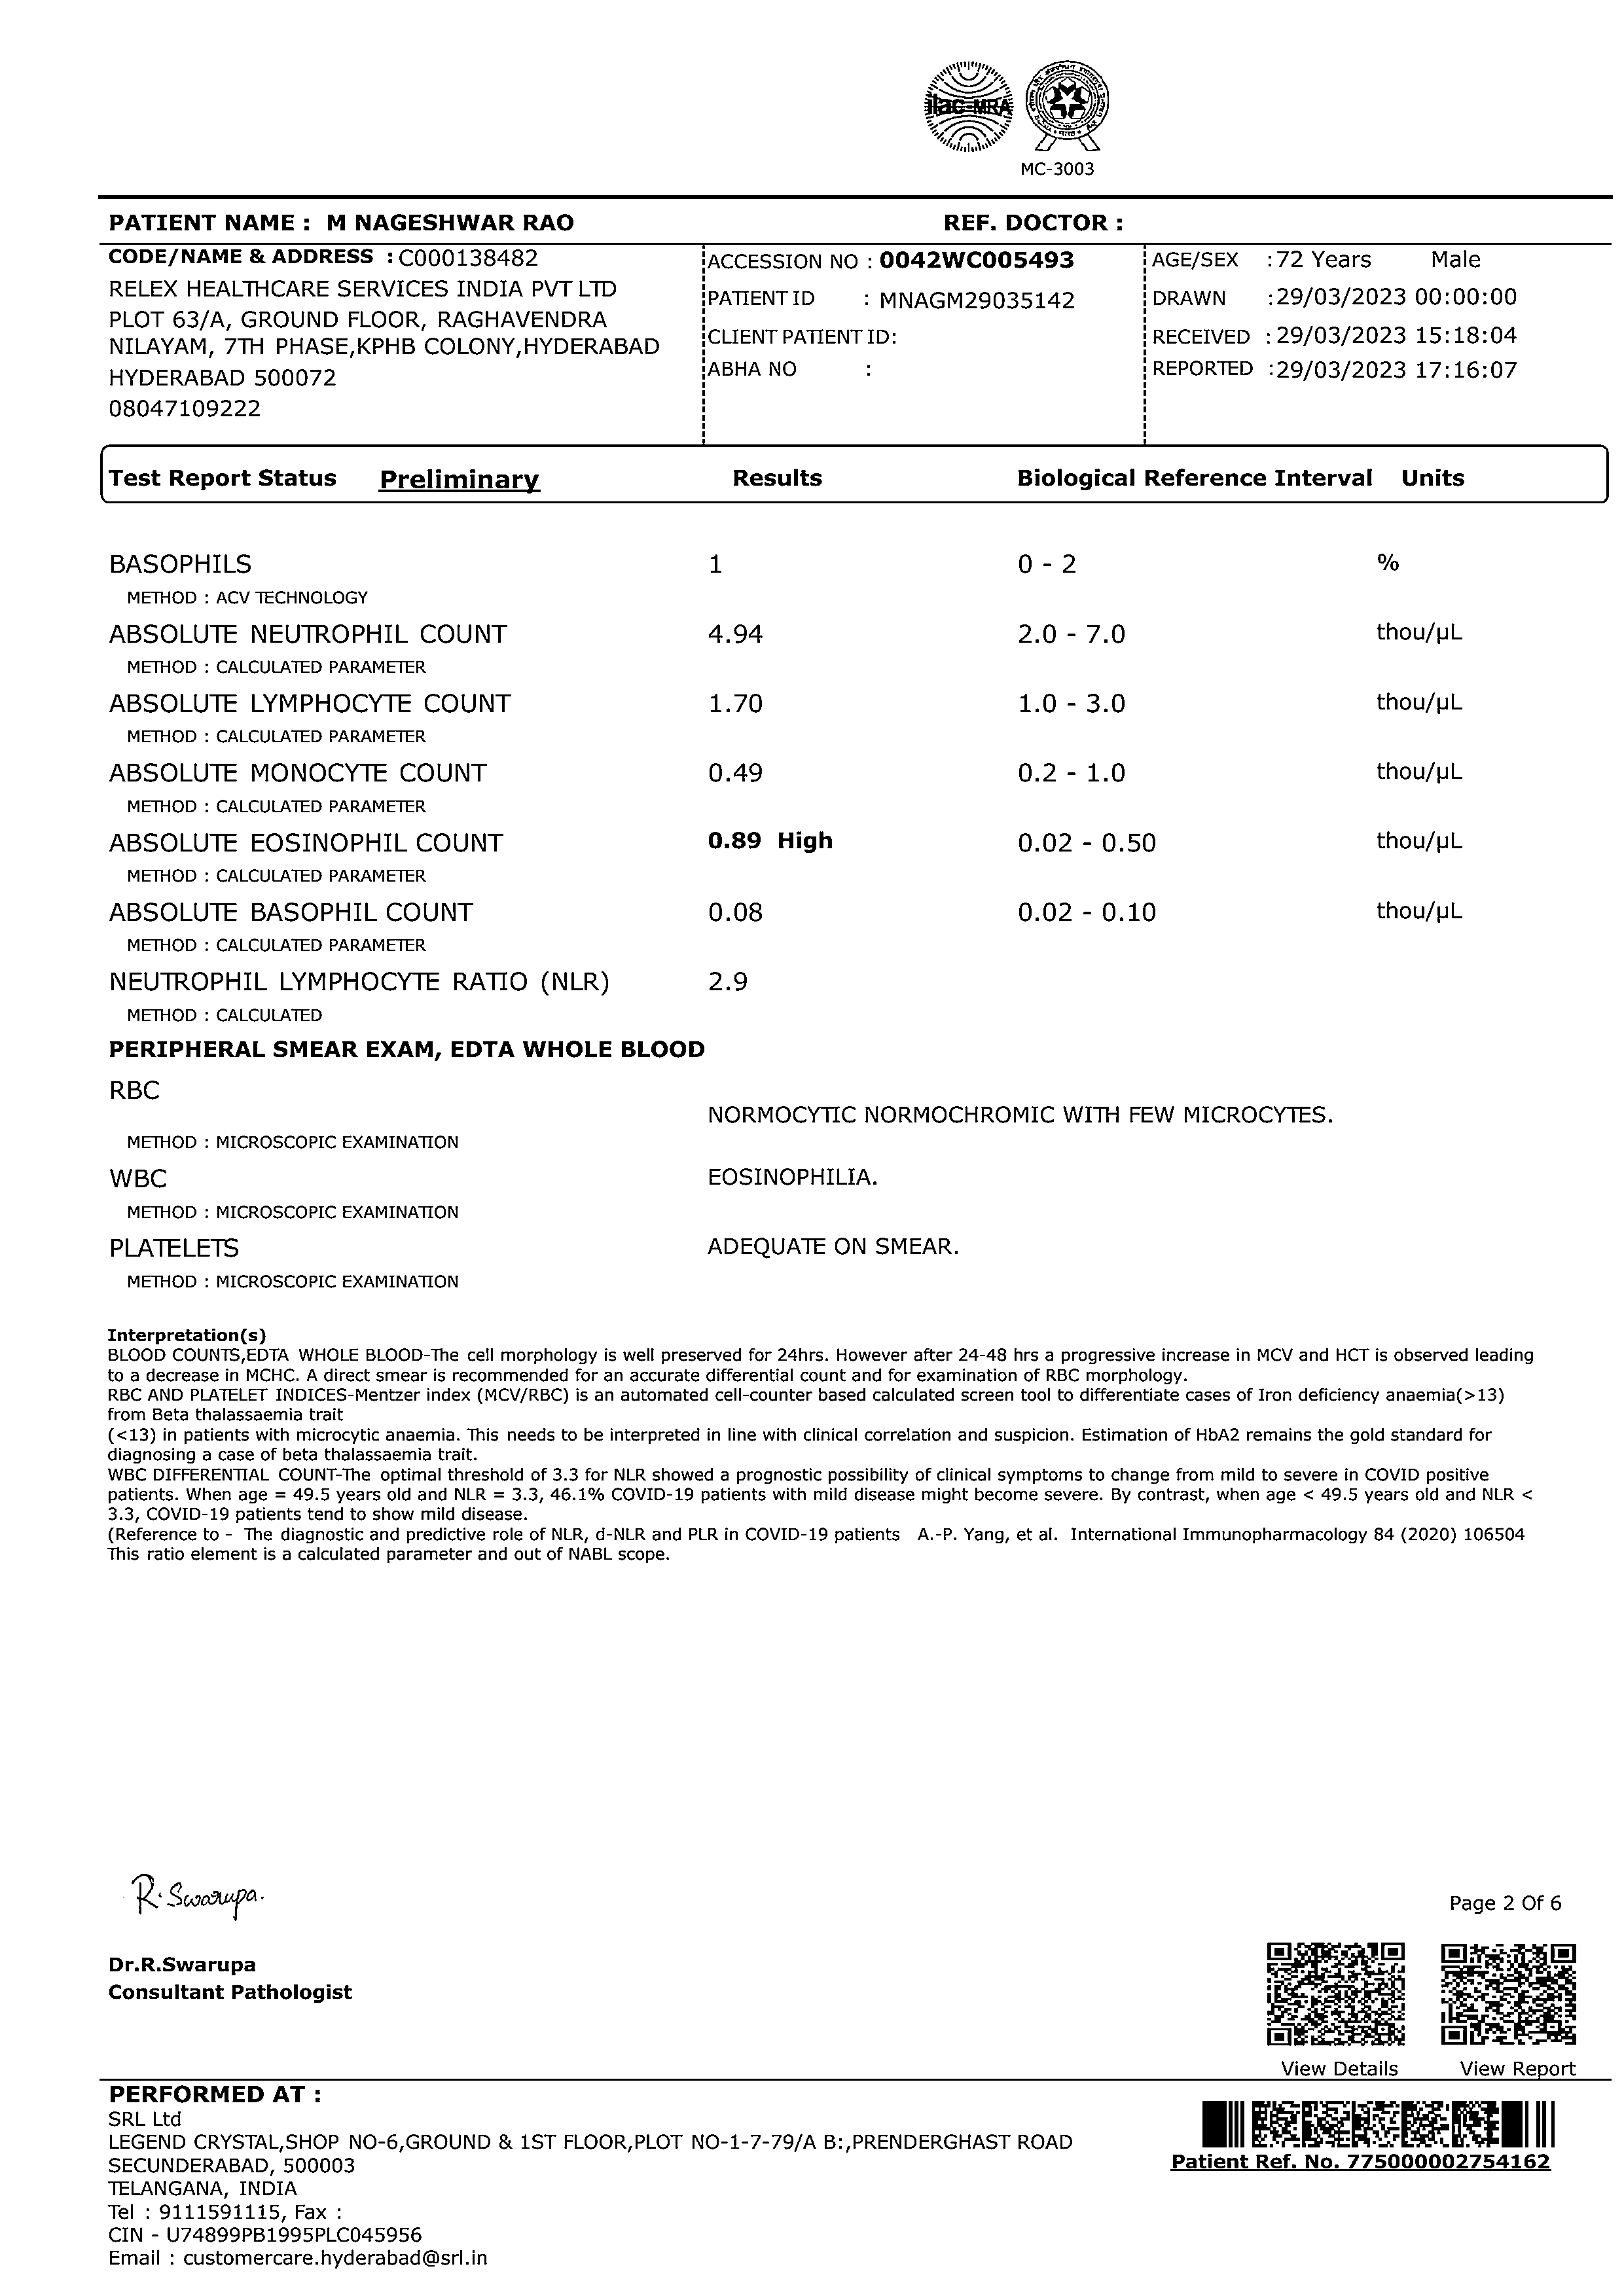 ilac-MRA
MC-3003
PATIENT NAME : M NAGESHWAR RAO REF. DOCTOR :
CODE/NAME & ADDRESS : C000138482
RELEX HEALTHCARE SERVICES INDIA PVT LTD
PLOT 63/A, GROUND FLOOR, RAGHAVENDRA
NILAYAM, 7TH PHASE,KPHB COLONY,HYDERABAD
HYDERABAD 500072
08047109222
ACCESSION NO : 0042WC005493
PATIENT ID : MNAGM29035142
CLIENT PATIENT ID:
ABHA NO :
AGE/SEX :72 Years Male
DRAWN :29/03/2023 00:00:00
RECEIVED : 29/03/2023 15:18:04
REPORTED :29/03/2023 17:16:07
Test Report Status Preliminary Results Biological Reference Interval Units
BASOPHILS 1 0 - 2 %
METHOD : ACV TECHNOLOGY
ABSOLUTE NEUTROPHIL COUNT 4.94 2.0 - 7.0 thou/µL
METHOD : CALCULATED PARAMETER
ABSOLUTE LYMPHOCYTE COUNT 1.70 1.0 - 3.0 thou/µL
METHOD : CALCULATED PARAMETER
ABSOLUTE MONOCYTE COUNT 0.49 0.2 - 1.0 thou/µL
METHOD : CALCULATED PARAMETER
ABSOLUTE EOSINOPHIL COUNT 0.89 High 0.02 - 0.50 thou/µL
METHOD : CALCULATED PARAMETER
ABSOLUTE BASOPHIL COUNT 0.08 0.02 - 0.10 thou/µL
METHOD : CALCULATED PARAMETER
NEUTROPHIL LYMPHOCYTE RATIO (NLR) 2.9
METHOD : CALCULATED
PERIPHERAL SMEAR EXAM, EDTA WHOLE BLOOD
RBC
NORMOCYTIC NORMOCHROMIC WITH FEW MICROCYTES.
METHOD : MICROSCOPIC EXAMINATION
WBC EOSINOPHILIA.
METHOD : MICROSCOPIC EXAMINATION
PLATELETS ADEQUATE ON SMEAR.
METHOD : MICROSCOPIC EXAMINATION
Interpretation(s)
BLOOD COUNTS,EDTA WHOLE BLOOD-The cell morphology is well preserved for 24hrs. However after 24-48 hrs a progressive increase in MCV and HCT is observed leading
to a decrease in MCHC. A direct smear is recommended for an accurate differential count and for examination of RBC morphology.
RBC AND PLATELET INDICES-Mentzer index (MCV/RBC) is an automated cell-counter based calculated screen tool to differentiate cases of Iron deficiency anaemia(>13)
from Beta thalassaemia trait
(<13) in patients with microcytic anaemia. This needs to be interpreted in line with clinical correlation and suspicion. Estimation of HbA2 remains the gold standard for
diagnosing a case of beta thalassaemia trait.
WBC DIFFERENTIAL COUNT-The optimal threshold of 3.3 for NLR showed a prognostic possibility of clinical symptoms to change from mild to severe in COVID positive
patients. When age = 49.5 years old and NLR = 3.3, 46.1% COVID-19 patients with mild disease might become severe. By contrast, when age < 49.5 years old and NLR <
3.3, COVID-19 patients tend to show mild disease.
(Reference to - The diagnostic and predictive role of NLR, d-NLR and PLR in COVID-19 patients A.-P. Yang, et al. International Immunopharmacology 84 (2020) 106504
This ratio element is a calculated parameter and out of NABL scope.
R. Swarupa.
Page 2 Of 6
Dr.R.Swarupa
Consultant Pathologist
View Details View Report
PERFORMED AT :
SRL Ltd
LEGEND CRYSTAL,SHOP NO-6,GROUND & 1ST FLOOR,PLOT NO-1-7-79/A B:,PRENDERGHAST ROAD
SECUNDERABAD, 500003
TELANGANA, INDIA
Tel : 9111591115, Fax :
CIN - U74899PB1995PLC045956
Email : customercare.hyderabad@srl.in
Patient Ref. No. 775000002754162